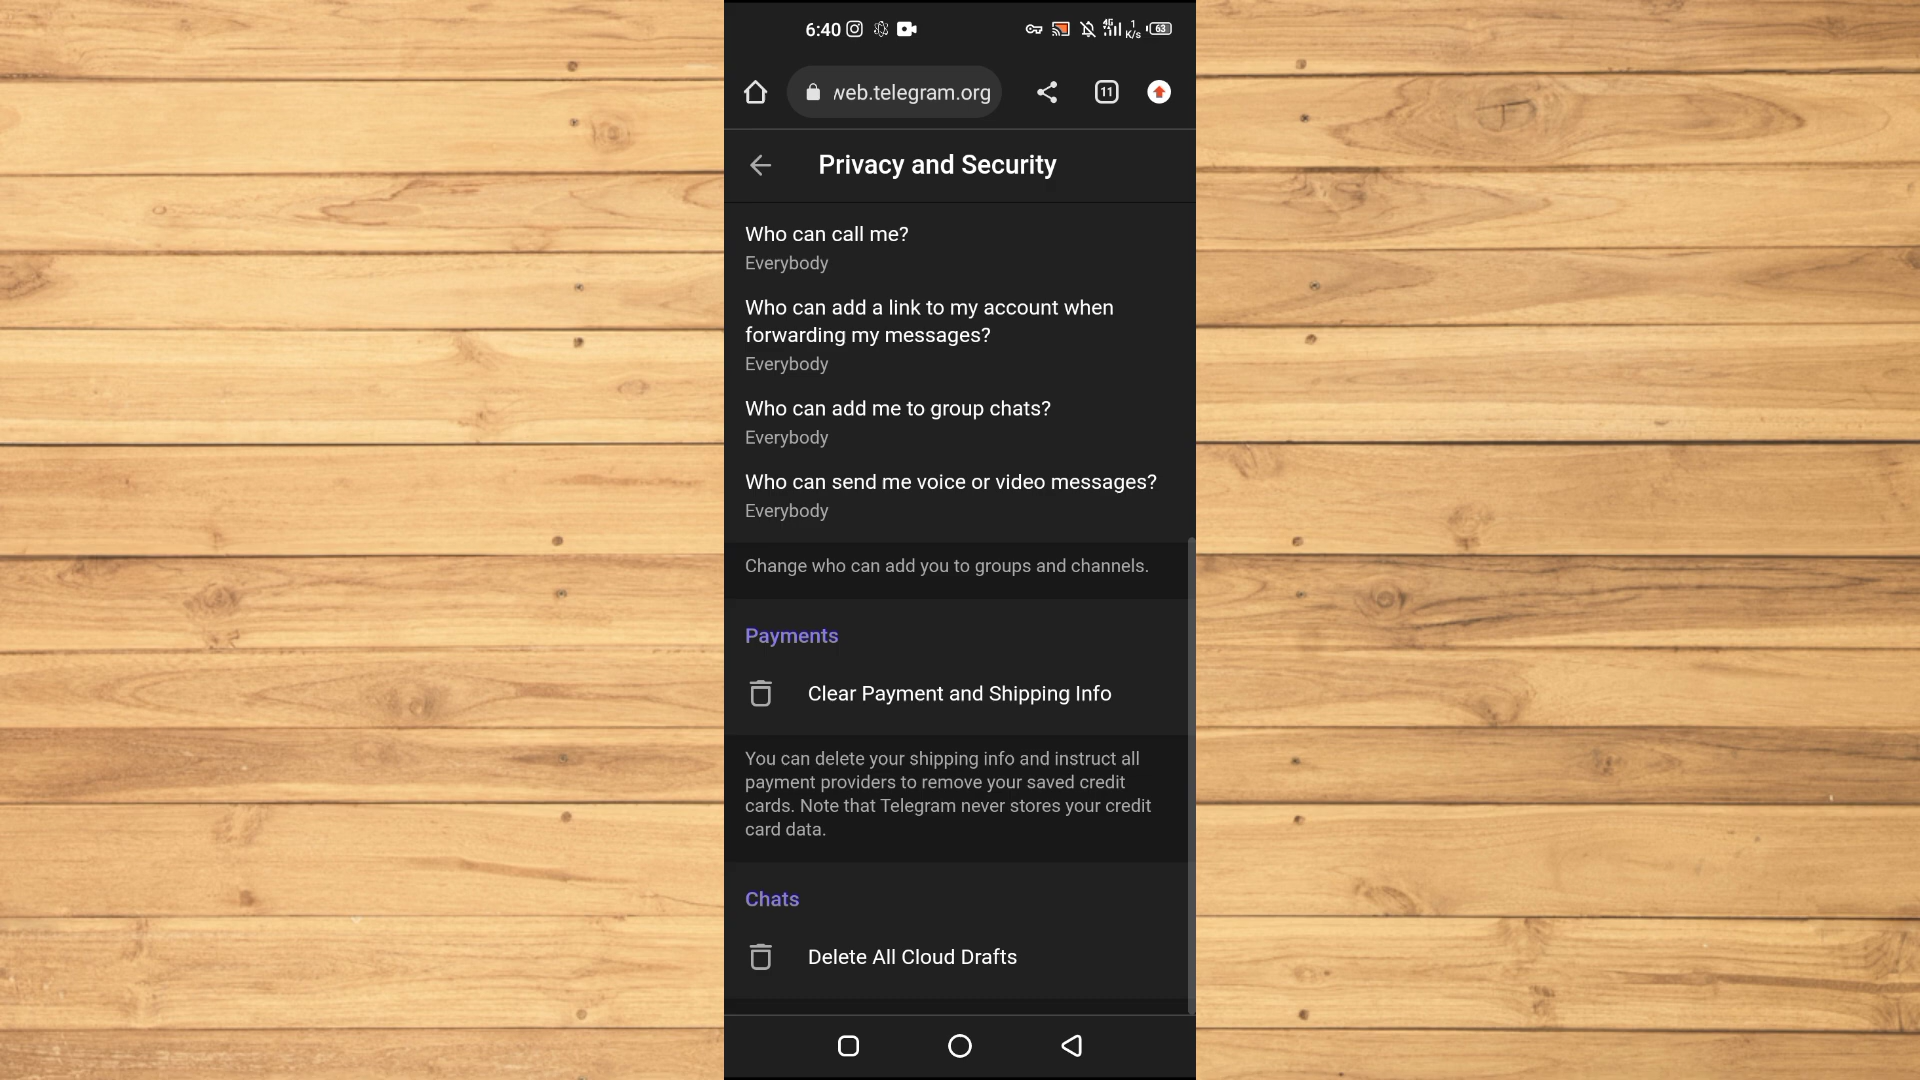 6:40
4G
1
K/s
63
web.telegram.org
11
Privacy and Security
Who can call me?
Everybody
Who can add a link to my account when
forwarding my messages?
Everybody
Who can add me to group chats?
Everybody
Who can send me voice or video messages?
Everybody
Change who can add you to groups and channels.
Payments
Clear Payment and Shipping Info
You can delete your shipping info and instruct all
payment providers to remove your saved credit
cards. Note that Telegram never stores your credit
card data.
Chats
Delete All Cloud Drafts